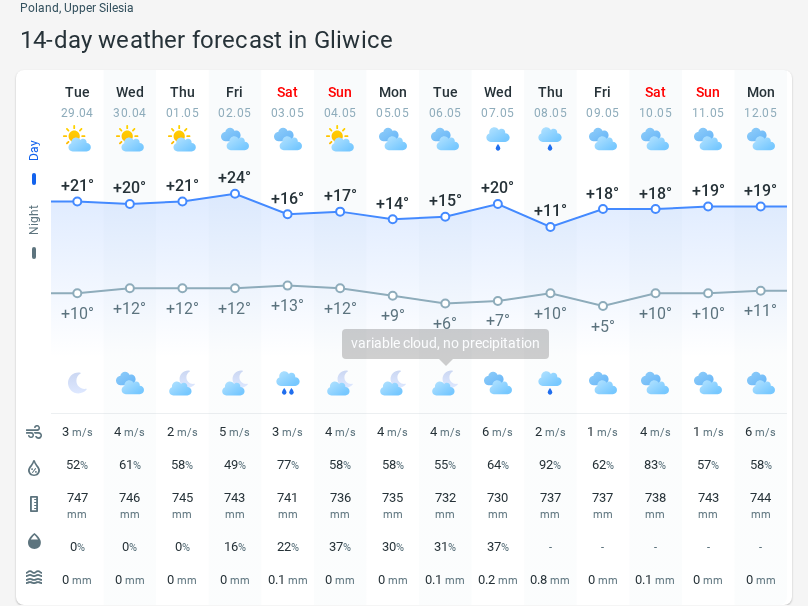 Poland, Upper Silesia
14-day weather forecast in Gliwice
Tue Wed Thu Fri Sat Sun Mon Tue Wed Thu Fri Sat Sun Mon
29.04 30.04 01.05 02.05 03.05 04.05 05.05 06.05 07.05 08.05 09.05 10.05 11.05 12.05
Day
+21° +20° +21° +24° +16° +17° +14° +15° +20° +11° +18° +18° +19° +19°
Night
+10° +12° +12° +12° +13° +12° +9° +6° +7° +10° +5° +10° +10° +11°
variable cloud, no precipitation
3 m/s 4 m/s 2 m/s 5 m/s 3 m/s 4 m/s 4 m/s 4 m/s 6 m/s 2 m/s 1 m/s 4 m/s 1 m/s 6 m/s
52% 61% 58% 49% 77% 58% 58% 55% 64% 92% 62% 83% 57% 58%
747 746 745 743 741 736 735 732 730 737 737 738 743 744
mm mm mm mm mm mm mm mm mm mm mm mm mm mm
0% 0% 0% 16% 22% 37% 30% 31% 37% - - - - -
0 mm 0 mm 0 mm 0 mm 0.1 mm 0 mm 0 mm 0.1 mm 0.2 mm 0.8 mm 0 mm 0.1 mm 0 mm 0 mm